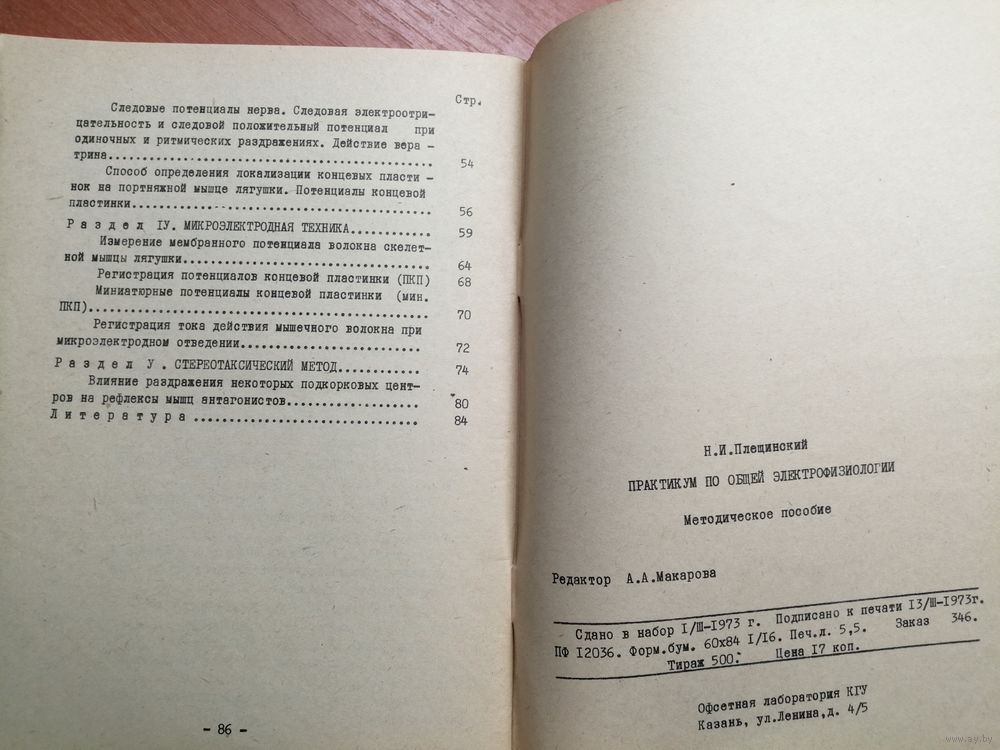 Стр.
Следовые потенциалы нерва. Следовая электроотри-
цательность и следовой положительный потенциал при
одиночных и ритмических раздражениях. Действие вера -
трина............................................ 54
Способ определения локализации концевых пласти -
нок на портняжной мышце лягушки. Потенциалы концевой
пластинки......................................... 56
Р а з д е л IУ. МИКРОЭЛЕКТРОДНАЯ ТЕХНИКА............ 59
Измерение мембранного потенциала волокна скелет-
ной мышцы лягушки.................................. 64
Регистрация потенциалов концевой пластинки (ПКП) 68
Миниатюрные потенциалы концевой пластинки (мин.
ПКП)............................................... 70
Регистрация тока действия мышечного волокна при
микроэлектродном отведении......................... 72
Р а з д е л У . СТЕРЕОТАКСИЧЕСКИЙ МЕТОД............ 74
Влияние раздражения некоторых подкорковых цент-
ров на рефлексы мышц антагонистов.................. 80
Л и т е р а т у р а ............................... 84
- 86 -
Н.И.Плещинский
ПРАКТИКУМ ПО ОБЩЕЙ ЭЛЕКТРОФИЗИОЛОГИИ
Методическое пособие
Редактор А.А.Макарова
Сдано в набор I/Ш-I973 г. Подписано к печати I3/Ш-I973г.
ПФ I2036. Форм.бум. 60х84 I/I6. Печ.л. 5,5. Заказ 346.
Тираж 500. Цена I7 коп.
Офсетная лаборатория КГУ
Казань, ул.Ленина,д. 4/5
www.ay.by